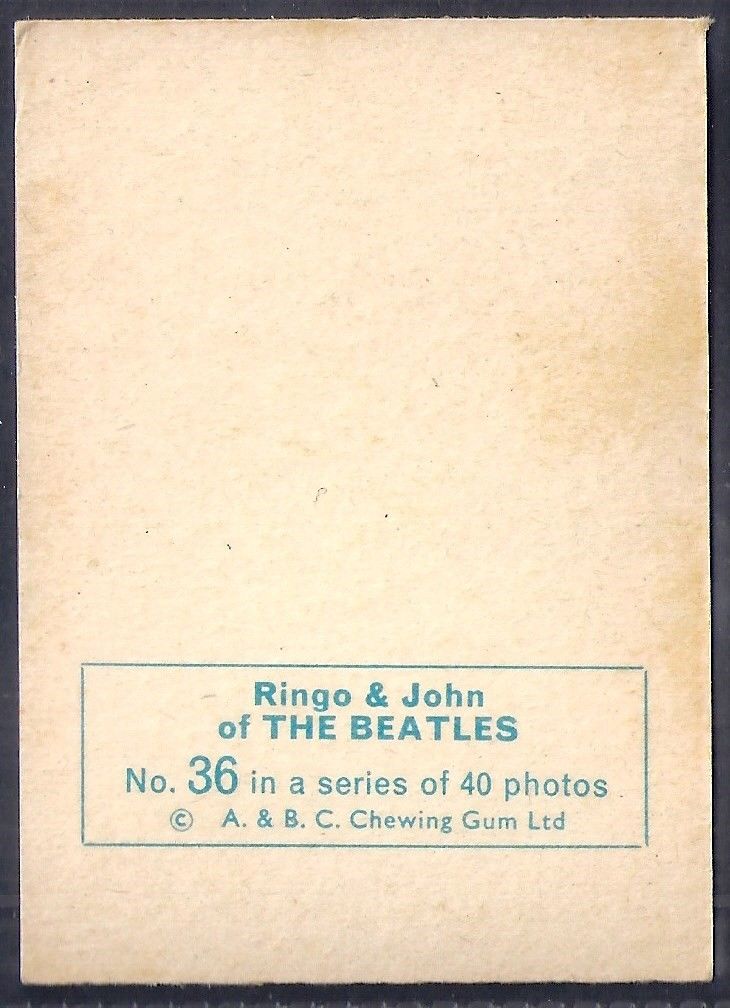 Ringo & John
of THE BEATLES
No. 36 in a series of 40 photos
© A. & B. C. Chewing Gum Ltd